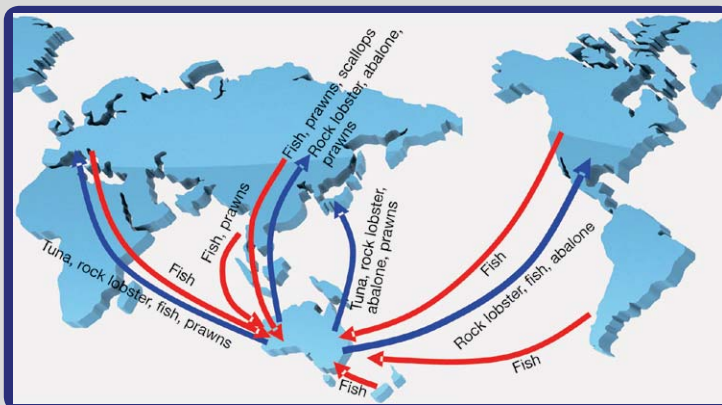 Fish, prawns, scallops
Rock lobster, abalone,
prawns
Fish, prawns
Tuna, rock lobster,
abalone, prawns
Fish
Tuna, rock lobster, fish, prawns
Fish
Rock lobster, fish, abalone
Fish
Fish